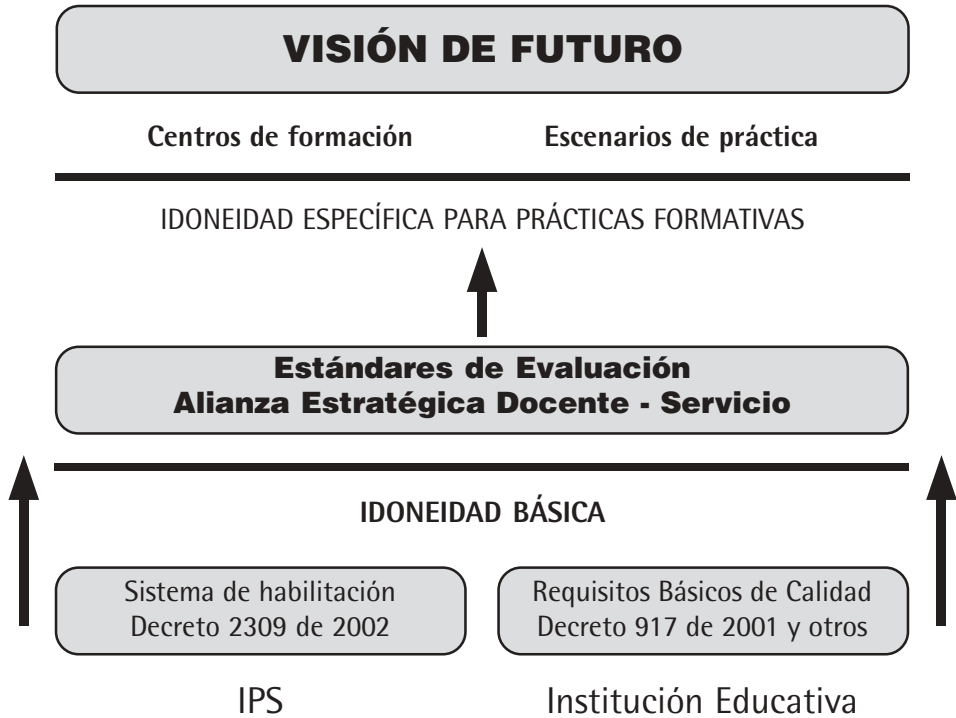 VISIÓN DE FUTURO
Centros de formación
Escenarios de práctica
IDONEIDAD ESPECÍFICA PARA PRÁCTICAS FORMATIVAS
Estándares de Evaluación
Alianza Estratégica Docente - Servicio
IDONEIDAD BÁSICA
Sistema de habilitación
Decreto 2309 de 2002
Requisitos Básicos de Calidad
Decreto 917 de 2001 y otros
IPS
Institución Educativa